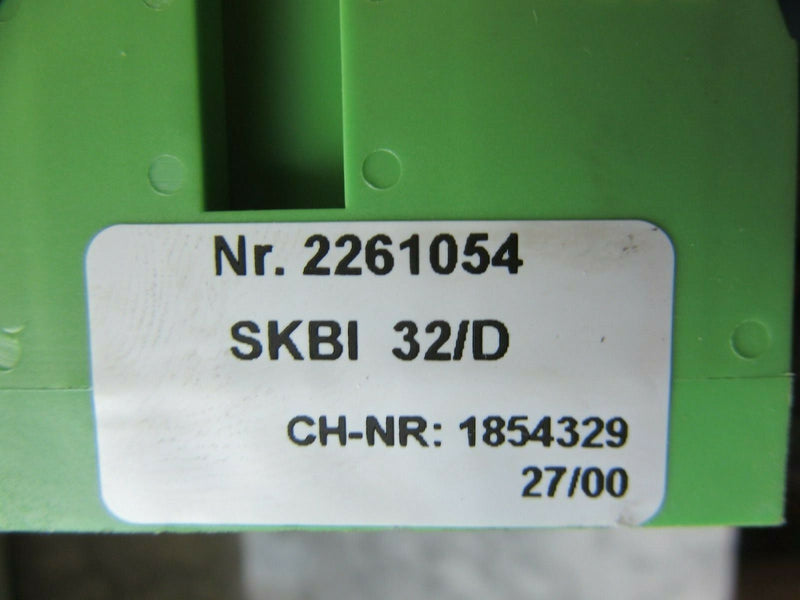 Nr. 2261054
SKBI 32/D
CH-NR: 1854329
27/00